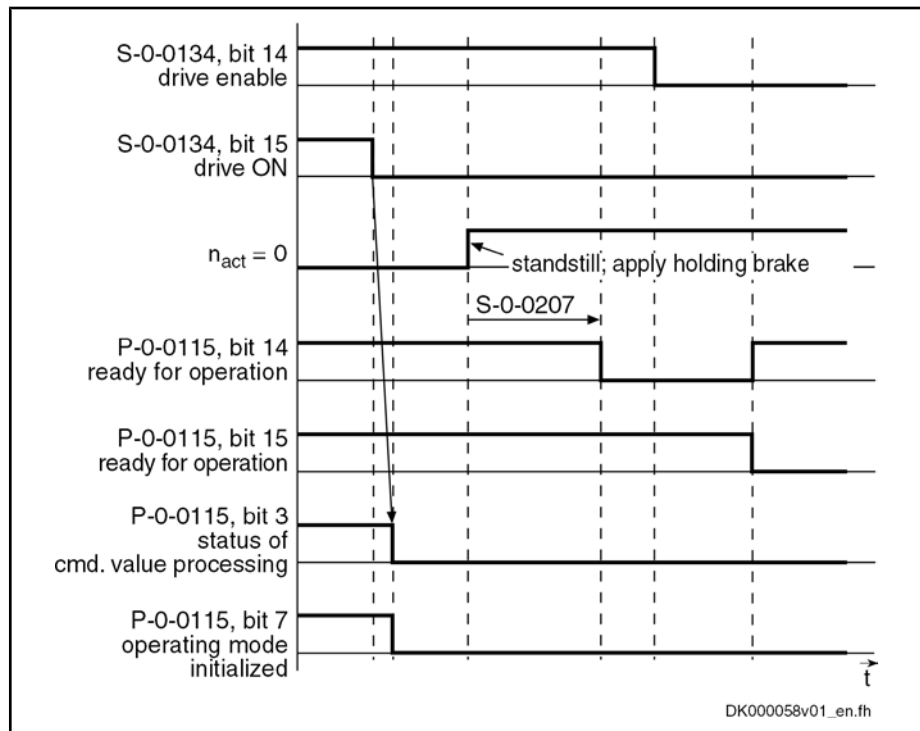 S-0-0134, bit 14
drive enable
S-0-0134, bit 15
drive ON
n_act = 0
standstill; apply holding brake
S-0-0207
P-0-0115, bit 14
ready for operation
P-0-0115, bit 15
ready for operation
P-0-0115, bit 3
status of
cmd. value processing
P-0-0115, bit 7
operating mode
initialized
t
DK000058v01_en.fh